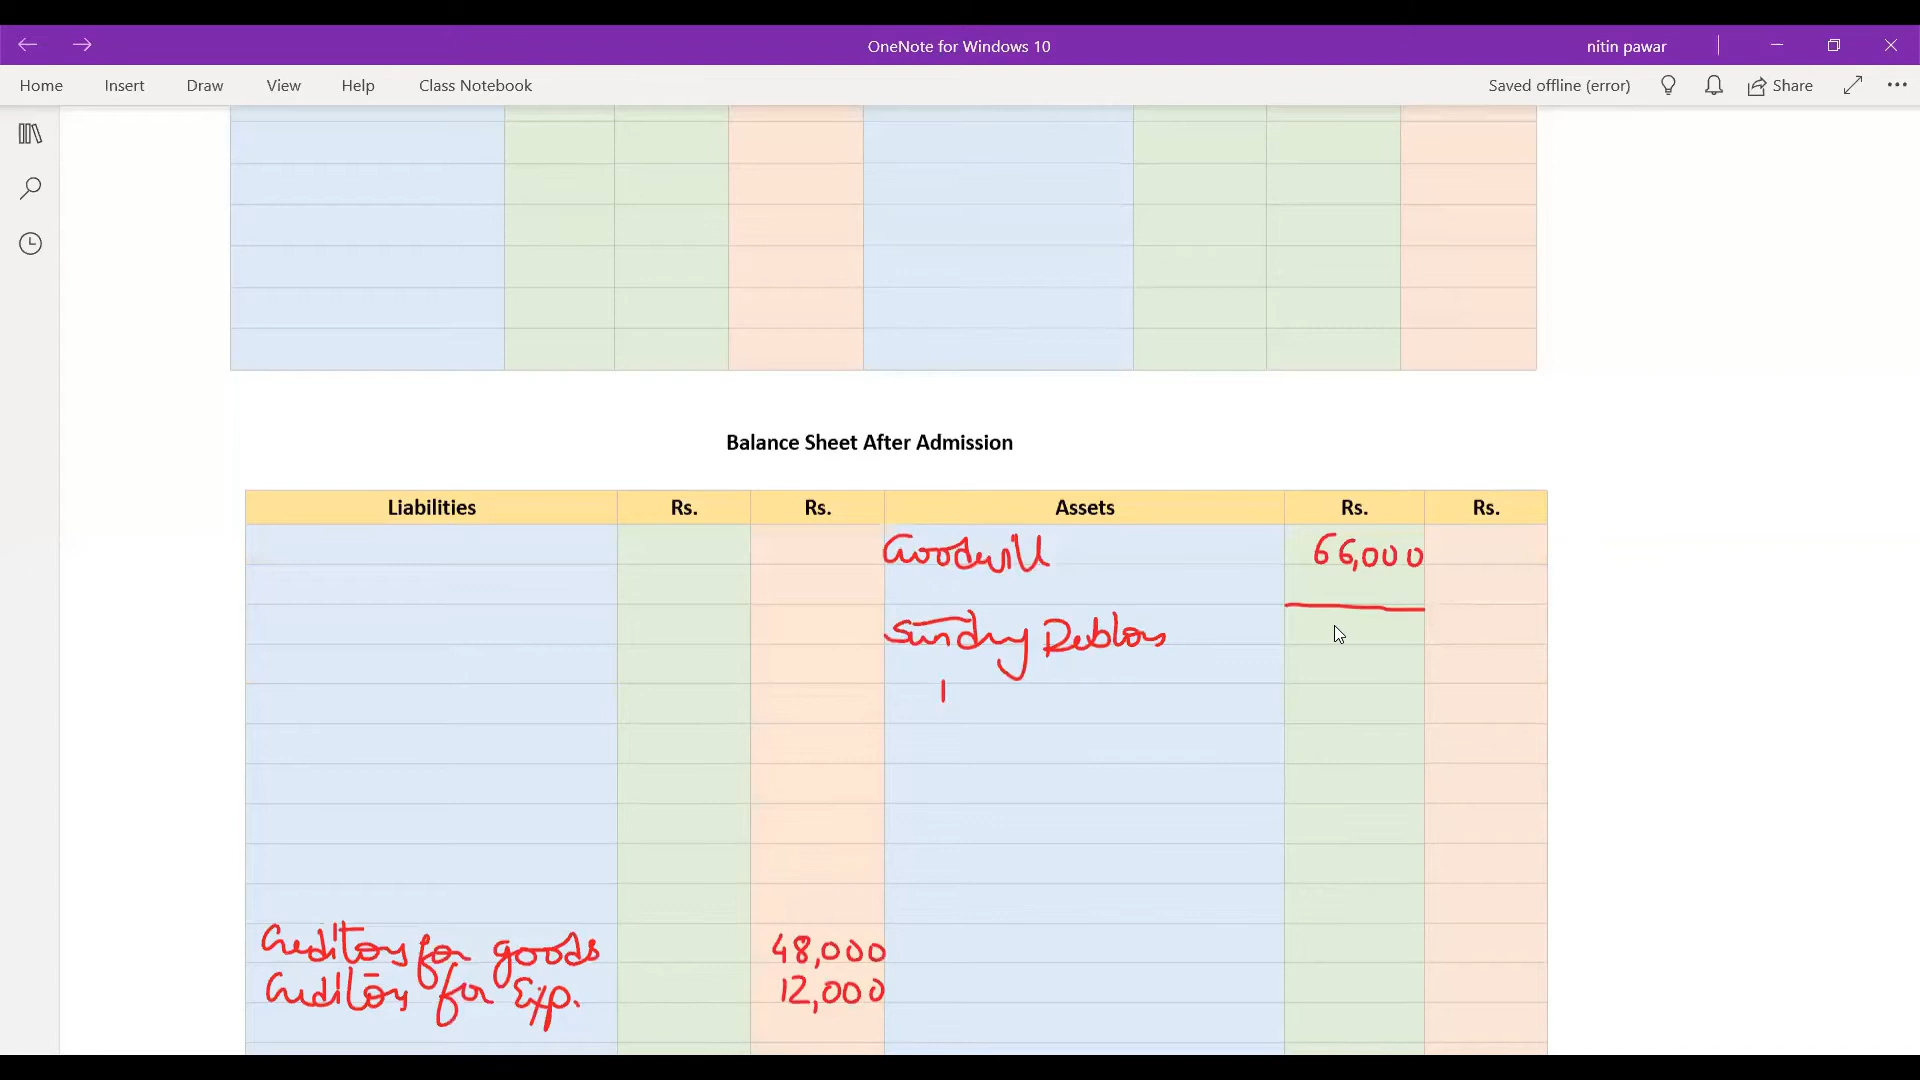 OneNote for Windows 10
nitin pawar
Home Insert Draw View Help Class Notebook
Saved offline (error) Share
Balance Sheet After Admission
Liabilities Rs. Rs. Assets Rs. Rs.
Goodwill 66,000
Sundry Debtors
Creditors for goods 48,000
Creditors for Exp. 12,000